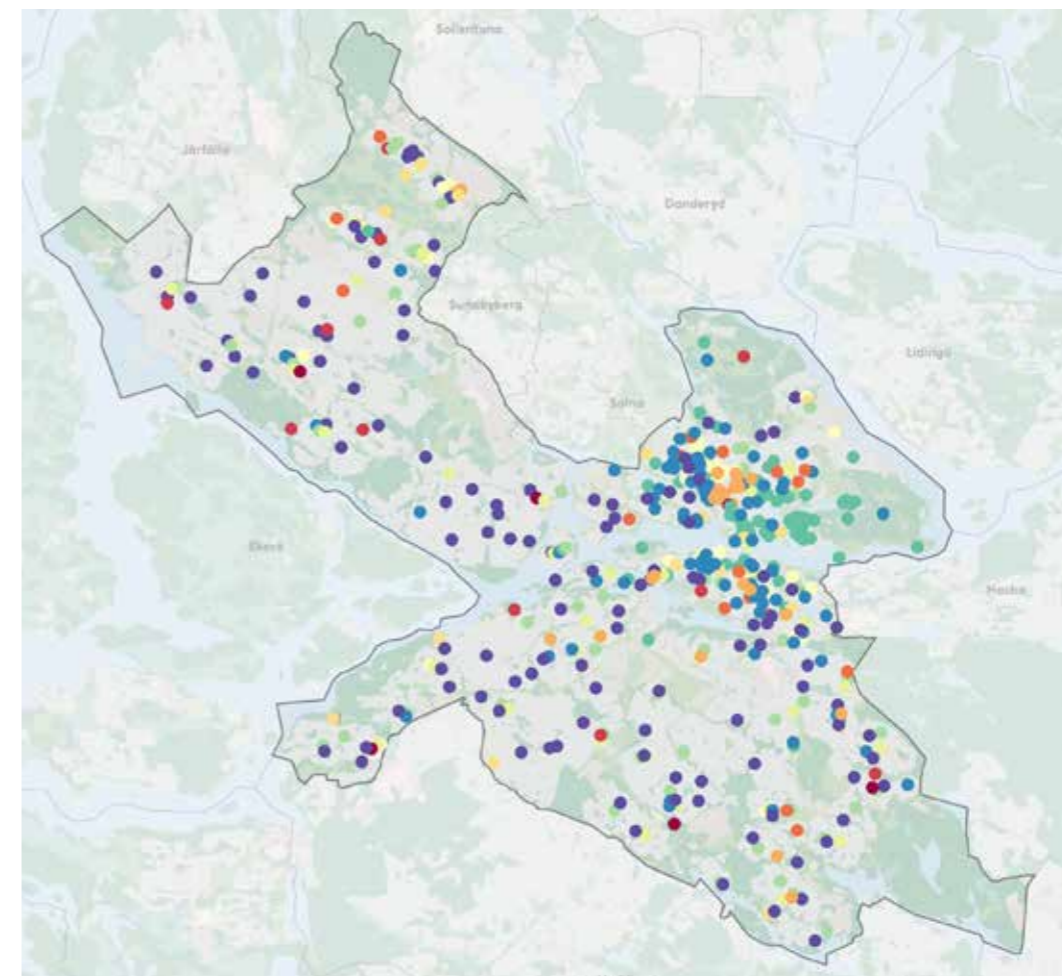 Sollentuna
Järfälla
Danderyd
Sundbyberg
Lidingö
Solna
Ekerö
Nacka